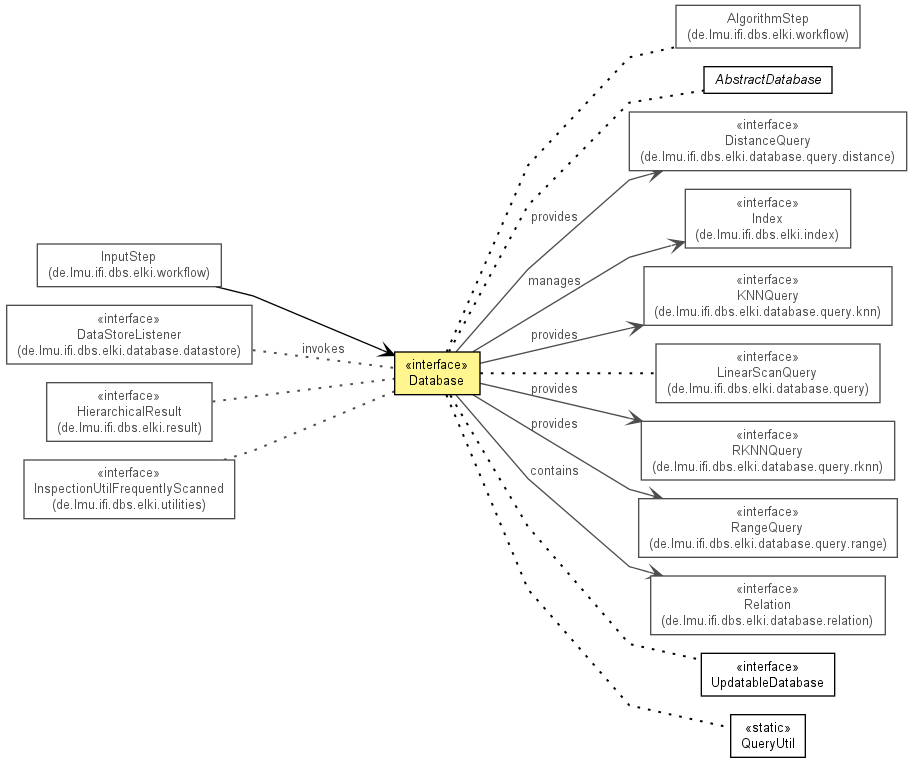 AlgorithmStep
(de.lmu.ifi.dbs.elki.workflow)
AbstractDatabase
«interface»
DistanceQuery
(de.lmu.ifi.dbs.elki.database.query.distance)
provides
«interface»
Index
(de.lmu.ifi.dbs.elki.index)
InputStep
(de.lmu.ifi.dbs.elki.workflow)
manages
«interface»
KNNQuery
(de.lmu.ifi.dbs.elki.database.query.knn)
«interface»
DataStoreListener
(de.lmu.ifi.dbs.elki.database.datastore)
invokes
provides
«interface»
Database
«interface»
LinearScanQuery
(de.lmu.ifi.dbs.elki.database.query)
«interface»
HierarchicalResult
(de.lmu.ifi.dbs.elki.result)
provides
provides
«interface»
RKNNQuery
(de.lmu.ifi.dbs.elki.database.query.rknn)
«interface»
InspectionUtilFrequentlyScanned
(de.lmu.ifi.dbs.elki.utilities)
contains
«interface»
RangeQuery
(de.lmu.ifi.dbs.elki.database.query.range)
«interface»
Relation
(de.lmu.ifi.dbs.elki.database.relation)
«interface»
UpdatableDatabase
«static»
QueryUtil